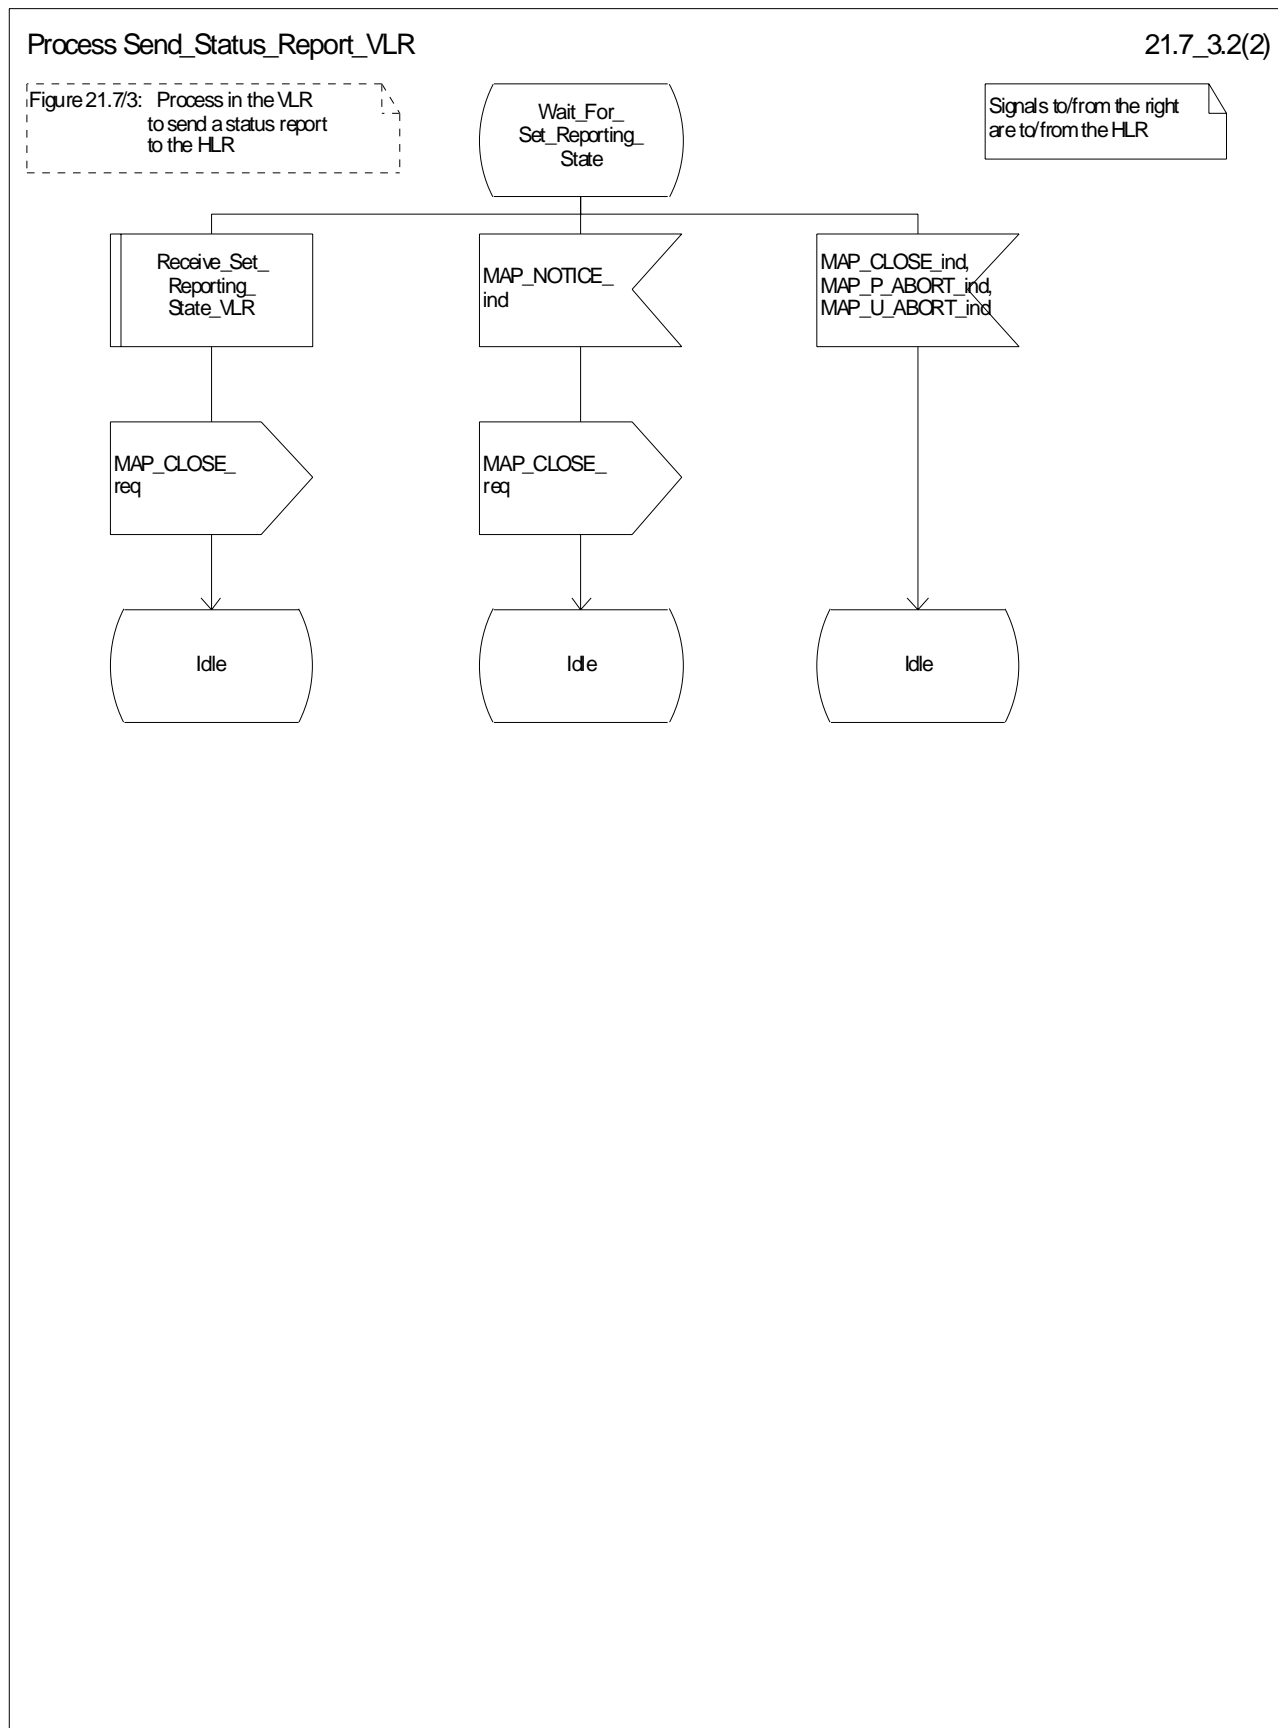 Process Send_Status_Report_VLR
21.7_3.2(2)
Figure 21.7/3: Process in the VLR
to send a status report
to the HLR
Wait_For_
Set_Reporting_
State
Signals to/from the right
are to/from the HLR
Receive_Set_
Reporting_
State_VLR
MAP_NOTICE_
ind
MAP_CLOSE_ind,
MAP_P_ABORT_ind,
MAP_U_ABORT_ind
MAP_CLOSE_
req
MAP_CLOSE_
req
Idle
Idle
Idle